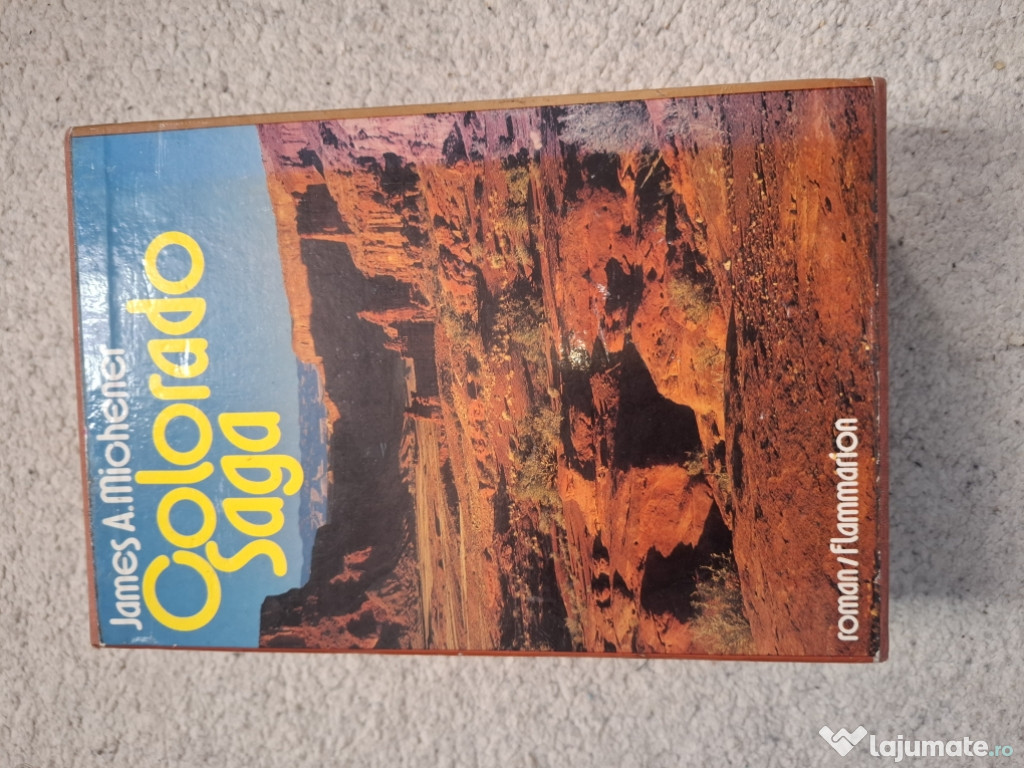 James A. Michener
Colorado
Saga
roman/flammarion
lajumate.ro